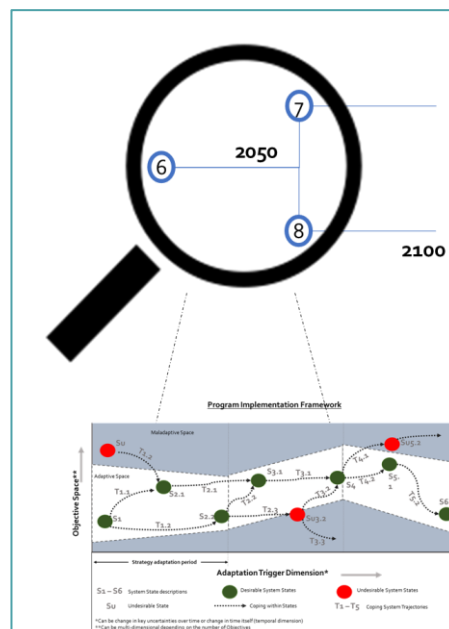 7
2050
6
8
2100
Program Implementation Framework
Maladaptive Space
Su
T1.2
Su5.2
T4.1
Adaptive Space
S3.1
T3.1
T1.1
S2.1
T2.1
T2.2
T3.2
S4
T4.2
S5.
1
T5.2
Objective Space**
S1
T1.2
S2.2
T2.3
Su3.2
S6
T3.3
Strategy adaptation period
Adaptation Trigger Dimension*
S1–S6 System State descriptions
Desirable System States
Undesirable System States
Su Undesirable State
Coping within States
T1–T5 Coping System Trajectories
*Can be change in key uncertainties over time or change in time itself (temporal dimension)
**Can be multi-dimensional depending on the number of Objectives